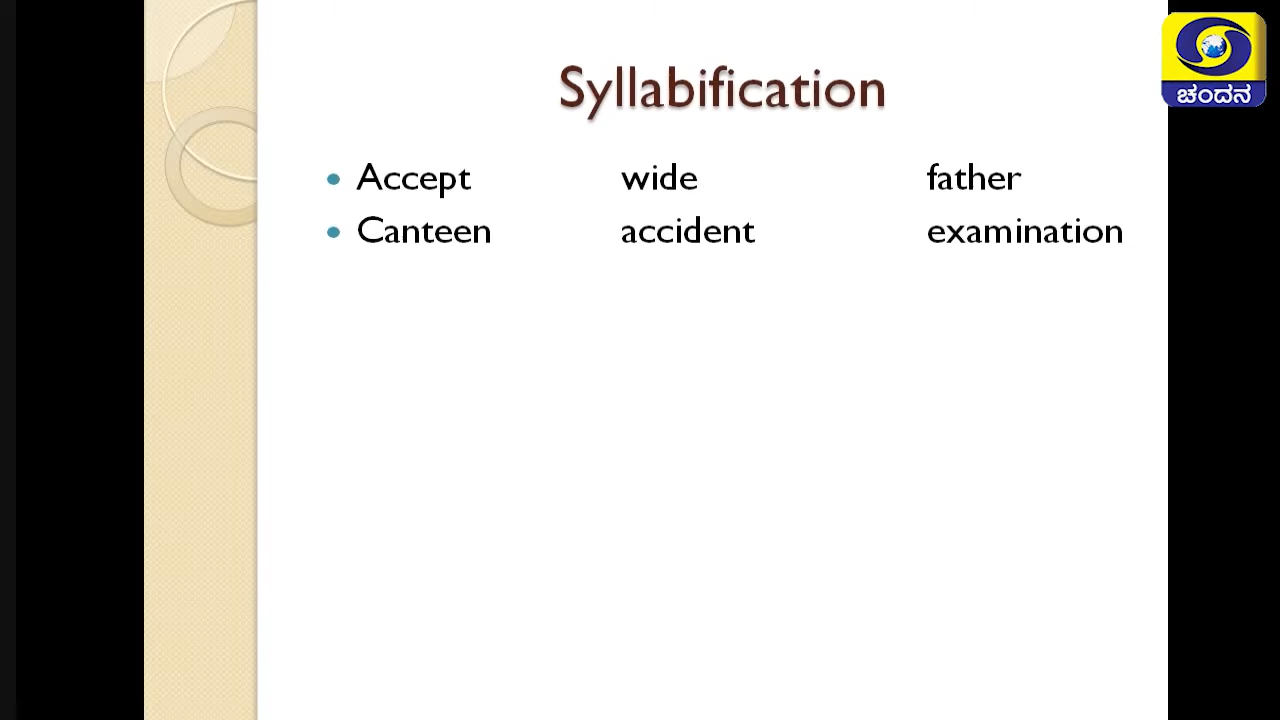 Syllabification
ಚಂದನ
Accept wide father
Canteen accident examination